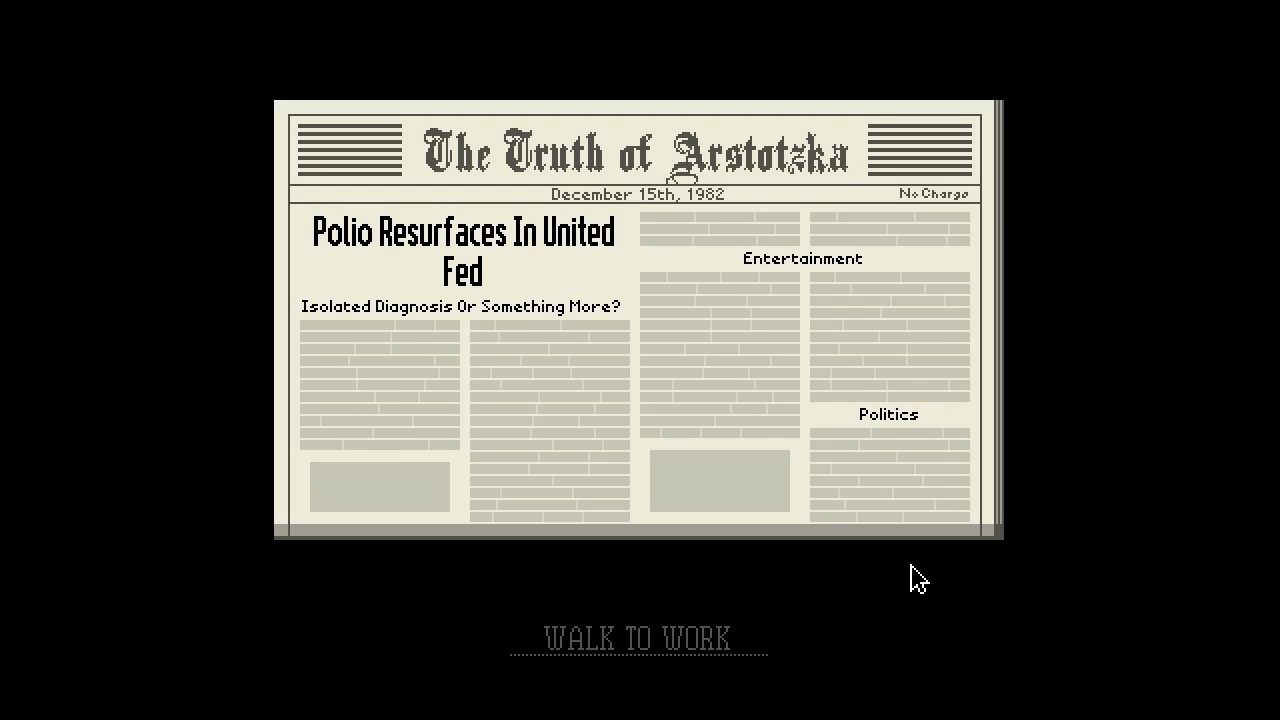 The Truth of Arstotzka
December 15th, 1982
No Charge
Polio Resurfaces In United
Fed
Isolated Diagnosis Or Something More?
Entertainment
Politics
WALK TO WORK